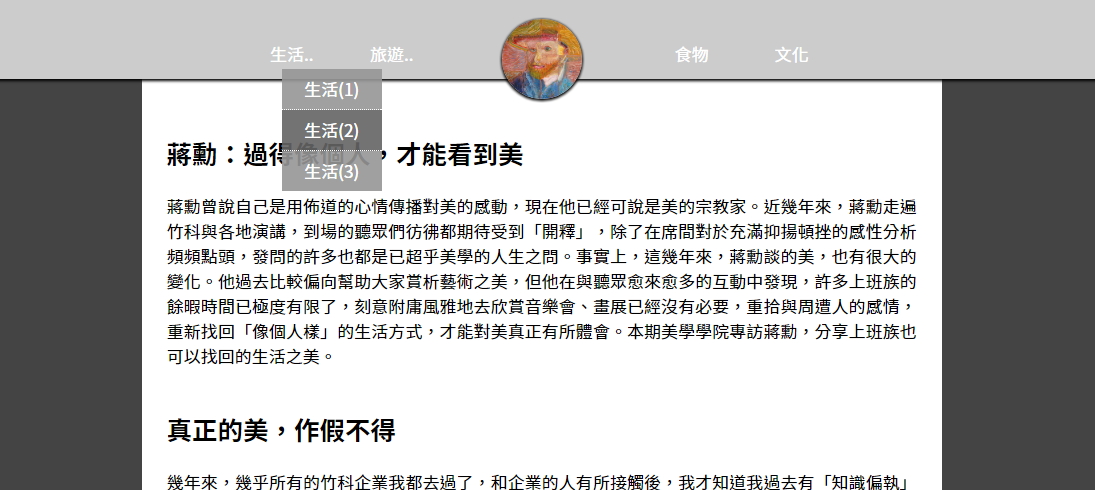 生活.. 旅遊.. 食物 文化
生活(1)
生活(2)
生活(3)
蔣勳：過得像個人，才能看到美
蔣勳曾說自己是用佈道的心情傳播對美的感動，現在他已經可說是美的宗教家。近幾年來，蔣勳走遍
竹科與各地演講，到場的聽眾們彷彿都期待受到「開釋」，除了在席間對於充滿抑揚頓挫的感性分析
頻頻點頭，發問的許多也都是已超乎美學的人生之問。事實上，這幾年來，蔣勳談的美，也有很大的
變化。他過去比較偏向幫助大家賞析藝術之美，但他在與聽眾愈來愈多的互動中發現，許多上班族的
餘暇時間已極度有限了，刻意附庸風雅地去欣賞音樂會、畫展已經沒有必要，重拾與周遭人的感情，
重新找回「像個人樣」的生活方式，才能對美真正有所體會。本期美學學院專訪蔣勳，分享上班族也
可以找回的生活之美。
真正的美，作假不得
幾年來，幾乎所有的竹科企業我都去過了，和企業的人有所接觸後，我才知道我過去有「知識偏執」